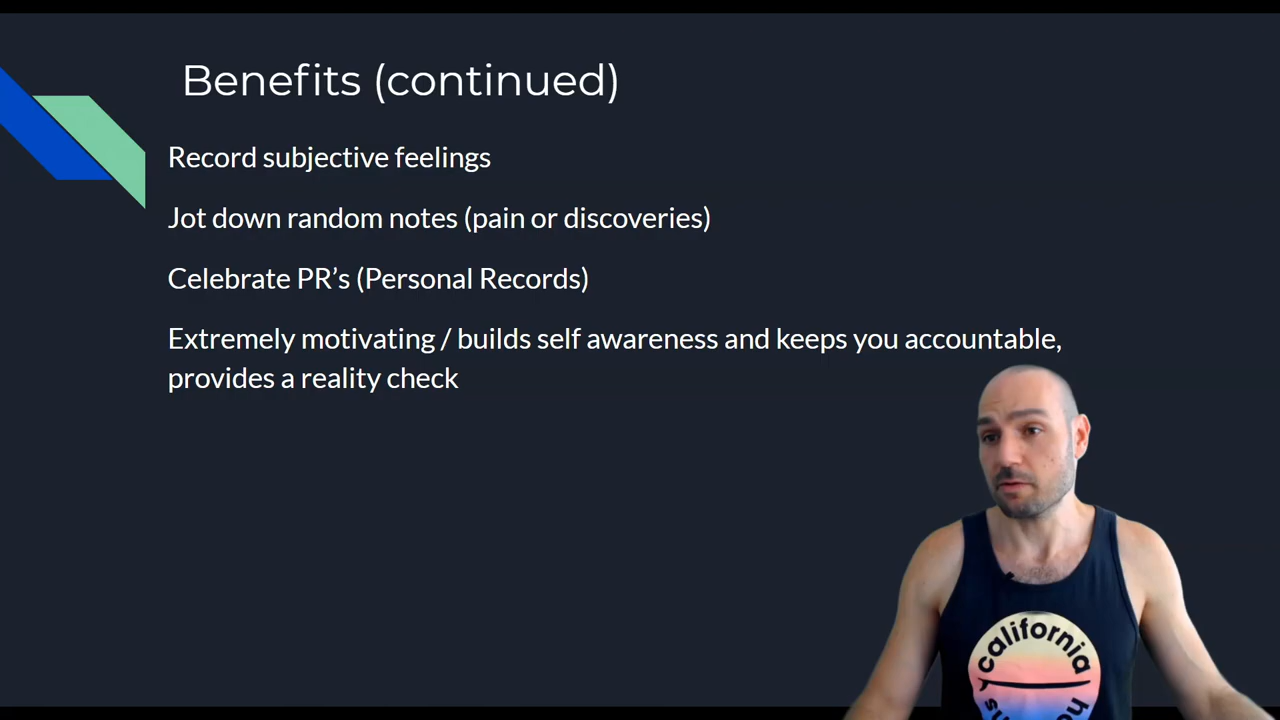 Benefits (continued)
Record subjective feelings
Jot down random notes (pain or discoveries)
Celebrate PR’s (Personal Records)
Extremely motivating / builds self awareness and keeps you accountable,
provides a reality check
california